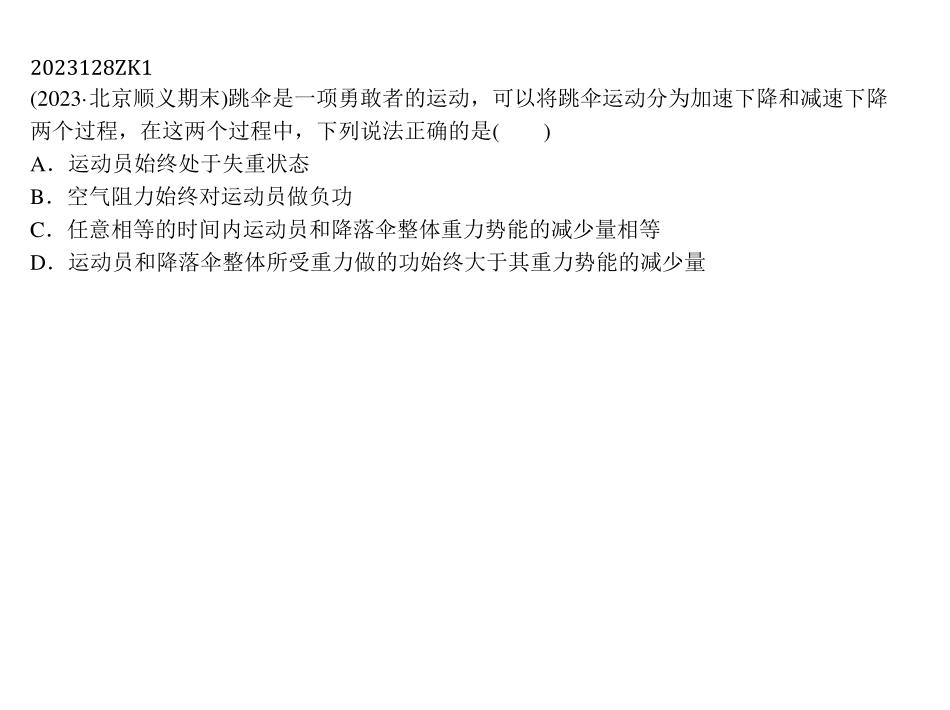 2023128ZK1
(2023·北京顺义期末)跳伞是一项勇敢者的运动，可以将跳伞运动分为加速下降和减速下降
两个过程，在这两个过程中，下列说法正确的是(　　)
A．运动员始终处于失重状态
B．空气阻力始终对运动员做负功
C．任意相等的时间内运动员和降落伞整体重力势能的减少量相等
D．运动员和降落伞整体所受重力做的功始终大于其重力势能的减少量